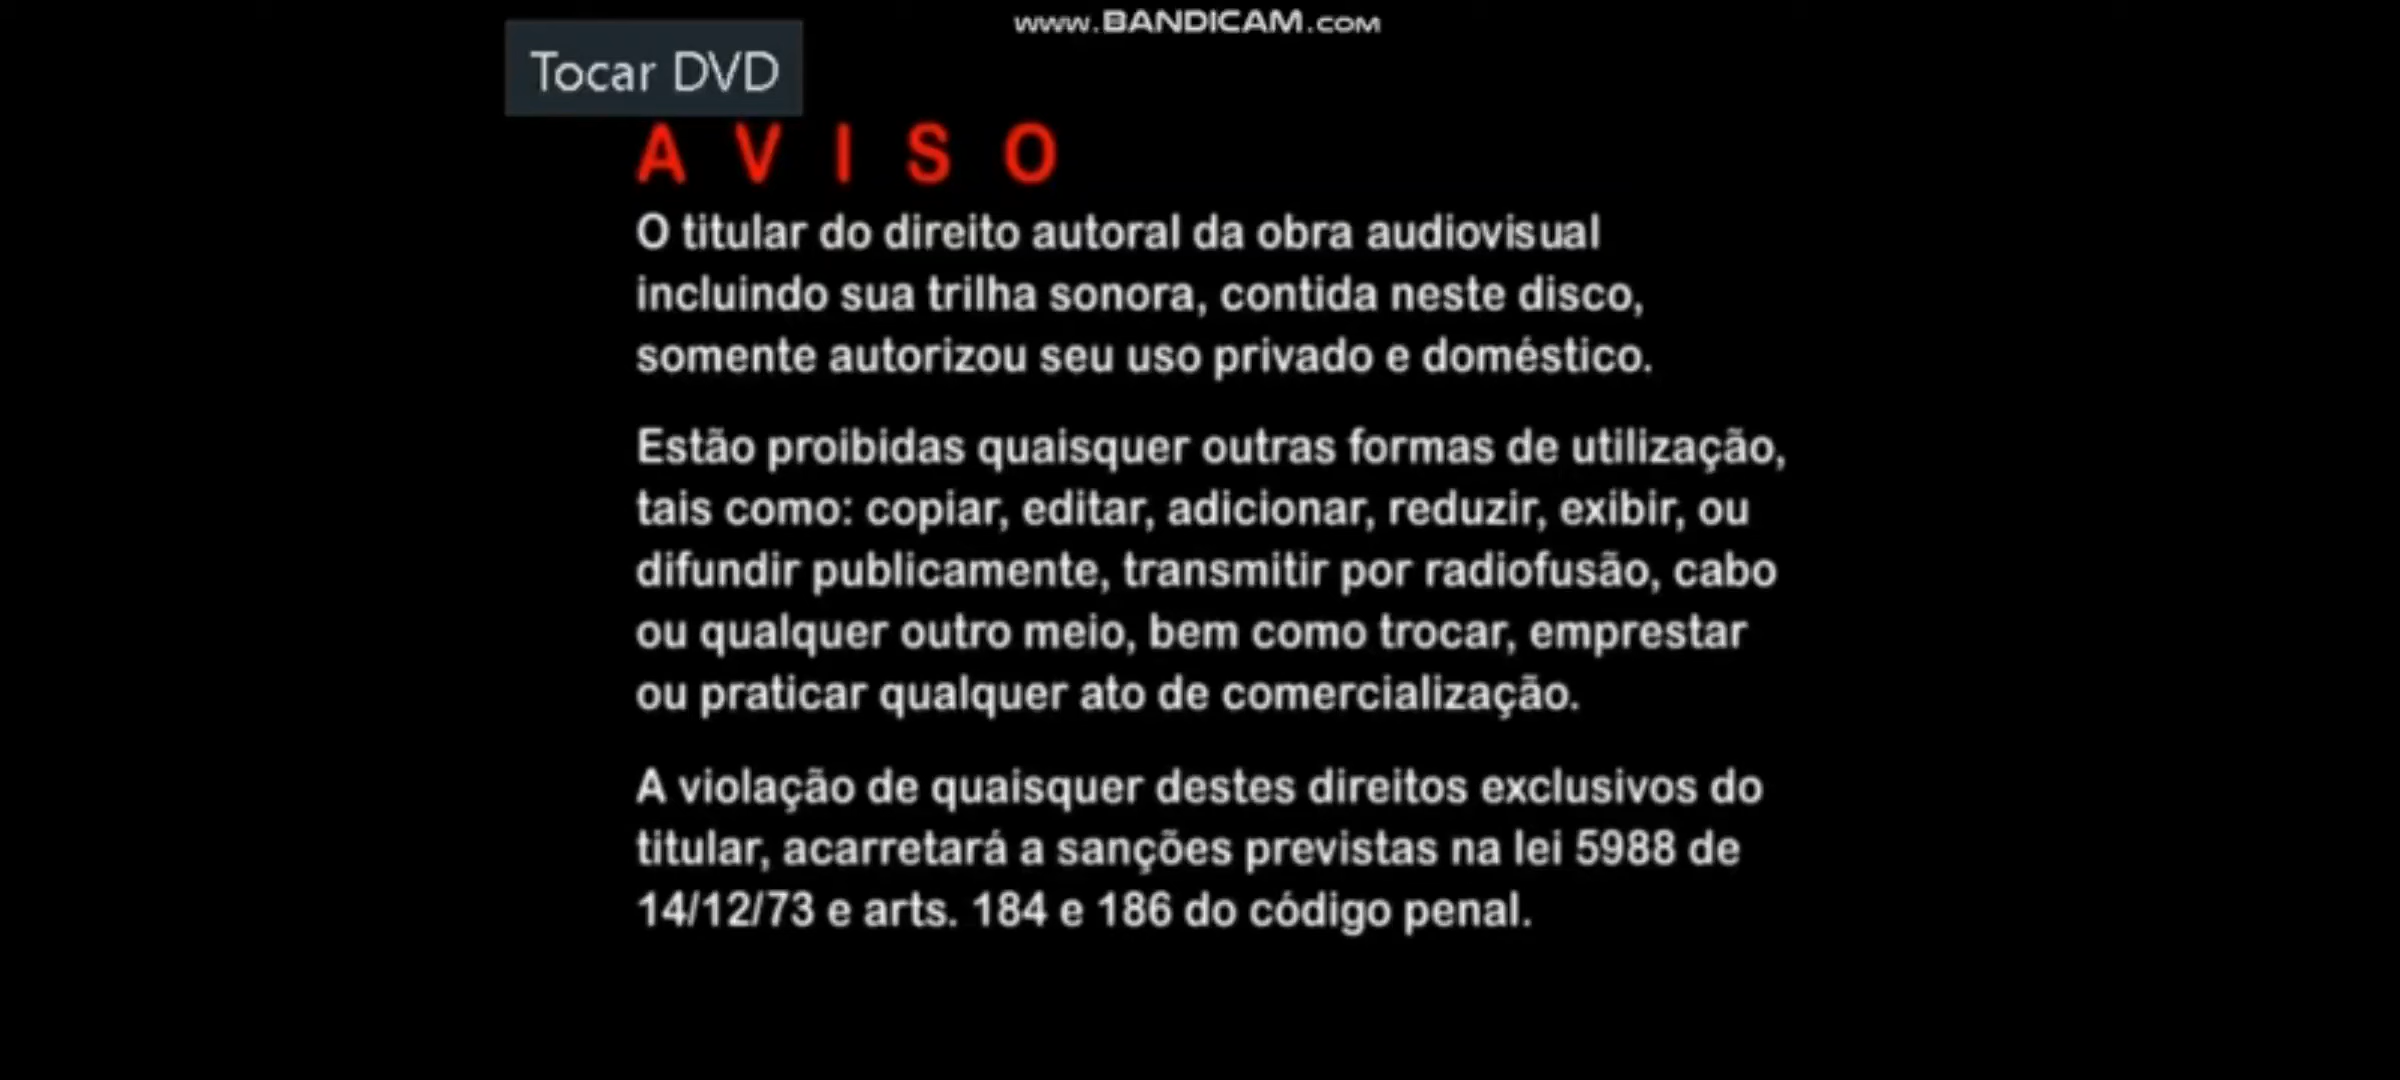 www.BANDICAM.com
Tocar DVD
A V I S O
O titular do direito autoral da obra audiovisual
incluindo sua trilha sonora, contida neste disco,
somente autorizou seu uso privado e doméstico.
Estão proibidas quaisquer outras formas de utilização,
tais como: copiar, editar, adicionar, reduzir, exibir, ou
difundir publicamente, transmitir por radiofusão, cabo
ou qualquer outro meio, bem como trocar, emprestar
ou praticar qualquer ato de comercialização.
A violação de quaisquer destes direitos exclusivos do
titular, acarretará a sanções previstas na lei 5988 de
14/12/73 e arts. 184 e 186 do código penal.